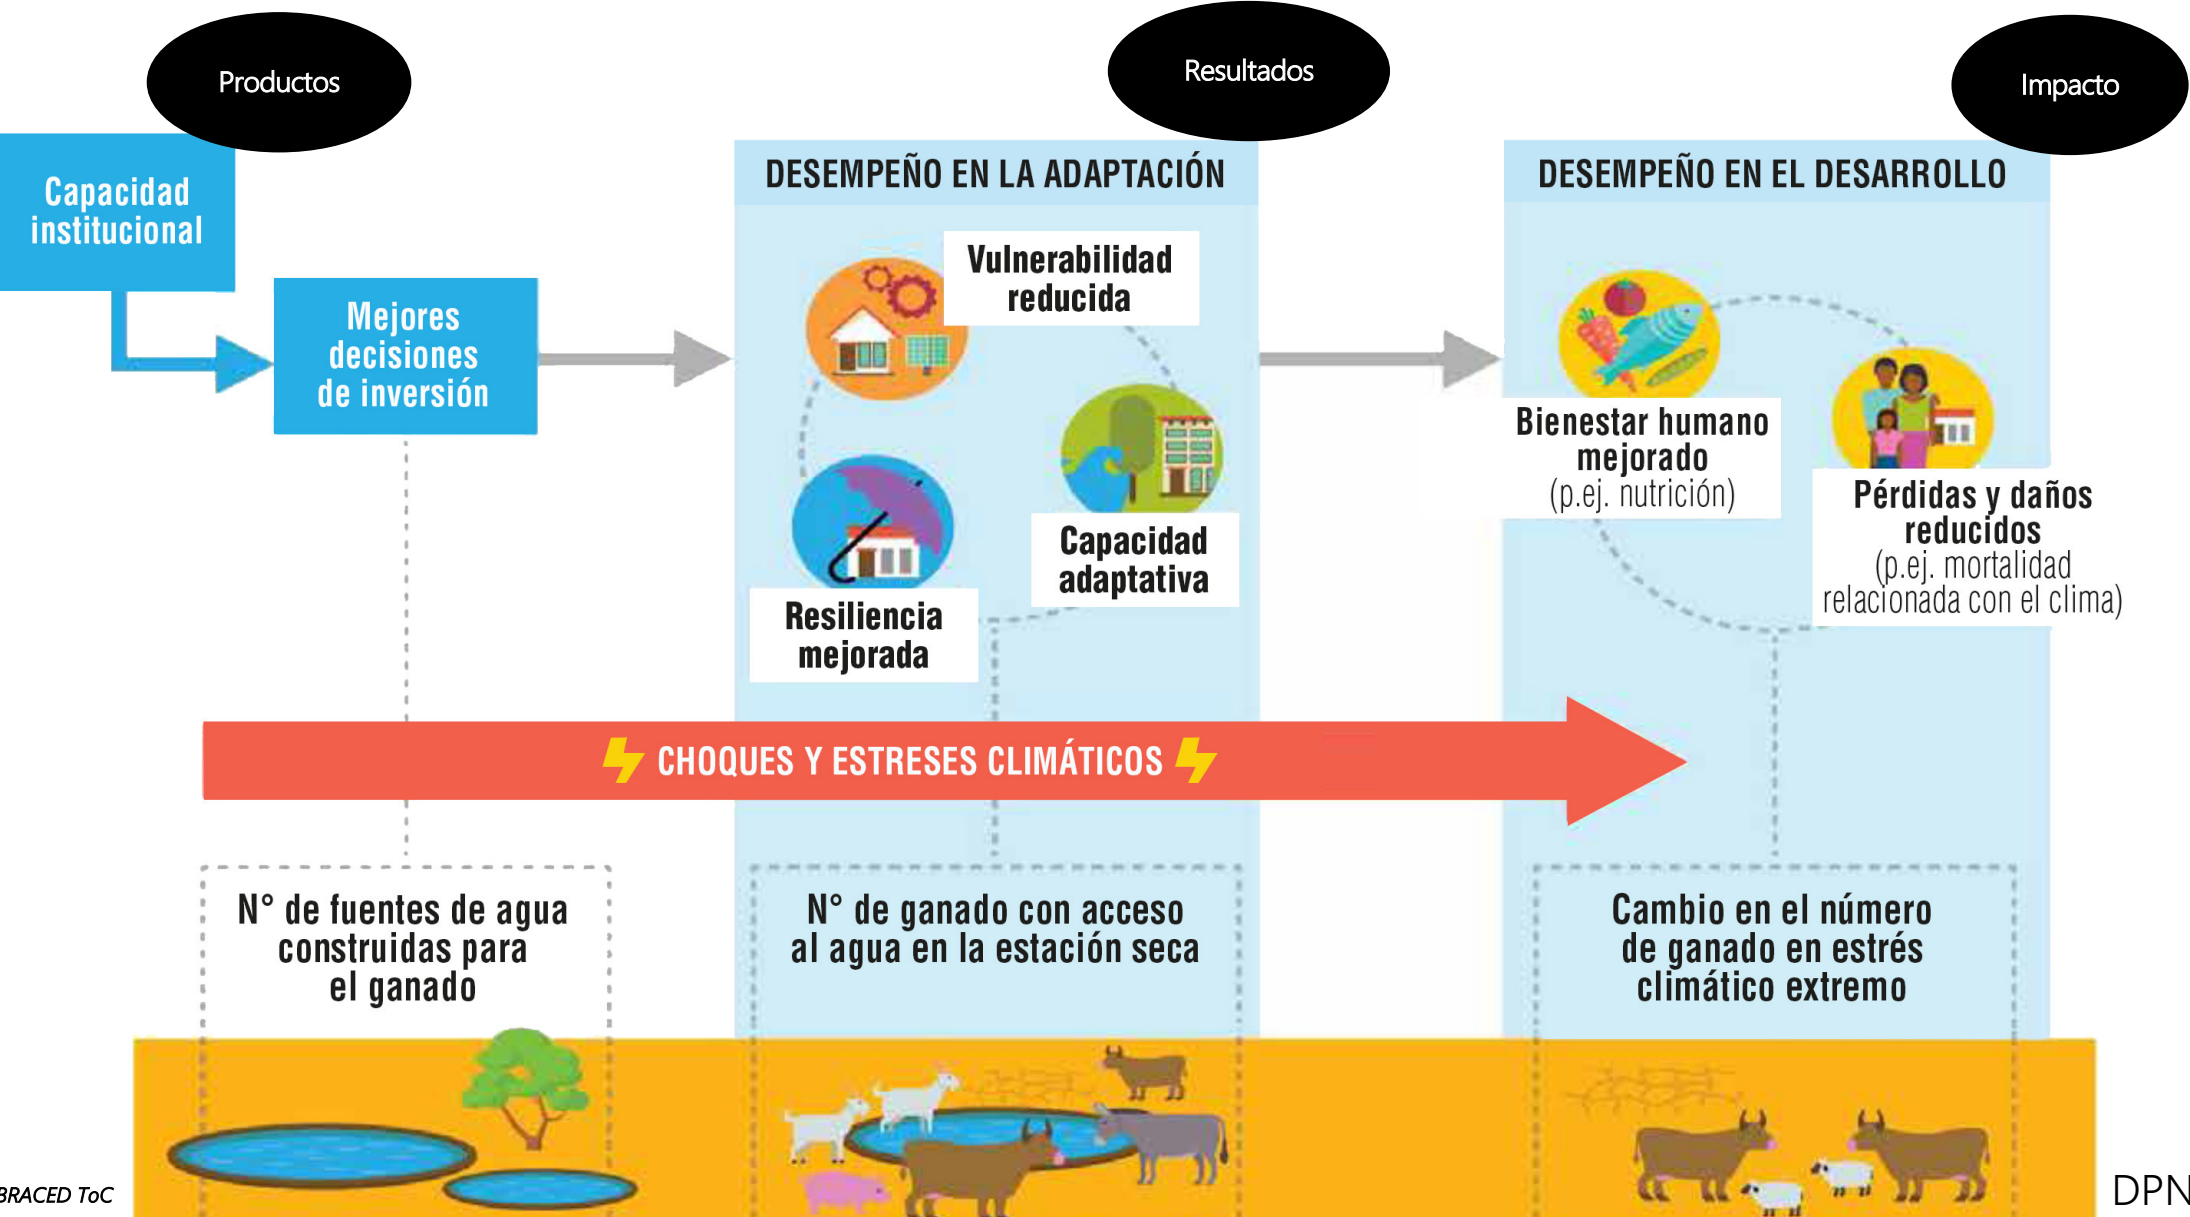 Productos
Resultados
Impacto
Capacidad
institucional
Mejores
decisiones
de inversión
DESEMPEÑO EN LA ADAPTACIÓN
Vulnerabilidad
reducida
Capacidad
adaptativa
Resiliencia
mejorada
DESEMPEÑO EN EL DESARROLLO
Bienestar humano
mejorado
(p.ej. nutrición)
Pérdidas y daños
reducidos
(p.ej. mortalidad
relacionada con el clima)
CHOQUES Y ESTRESES CLIMÁTICOS
N° de fuentes de agua
construidas para
el ganado
N° de ganado con acceso
al agua en la estación seca
Cambio en el número
de ganado en estrés
climático extremo
BRACED ToC
DPN